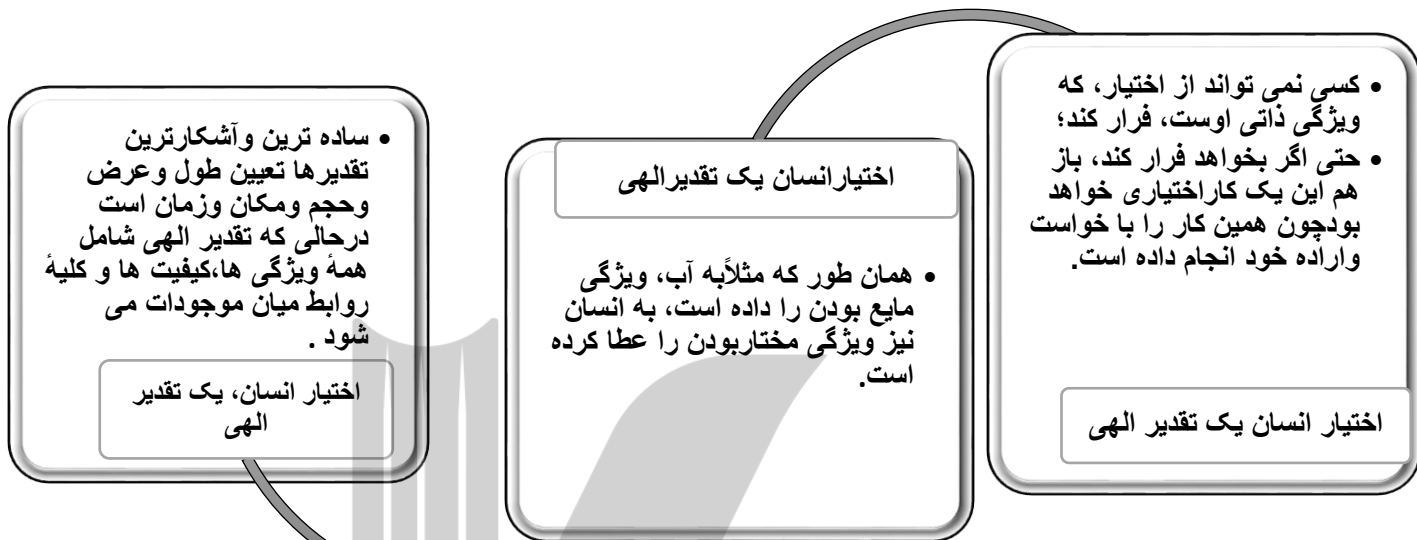 • کسی نمی تواند از اختیار، که
ویژگی ذاتی اوست، فرار کند؛
• حتی اگر بخواهد فرار کند، باز
هم این یک کاراختیاری خواهد
بودچون همین کار را با خواست
واراده خود انجام داده است.
اختیار انسان یک تقدیر الهی
اختیارانسان یک تقدیرالهی
• همان طور که مثلاًبه آب، ویژگی
مایع بودن را داده است، به انسان
نیز ویژگی مختاربودن را عطا کرده
است.
• ساده ترین وآشکارترین
تقدیرها تعیین طول وعرض
وحجم ومکان وزمان است
درحالی که تقدیر الهی شامل
همهٔ ویژگی ها،کیفیت ها و کلیهٔ
روابط میان موجودات می
شود .
اختیار انسان، یک تقدیر
الهی